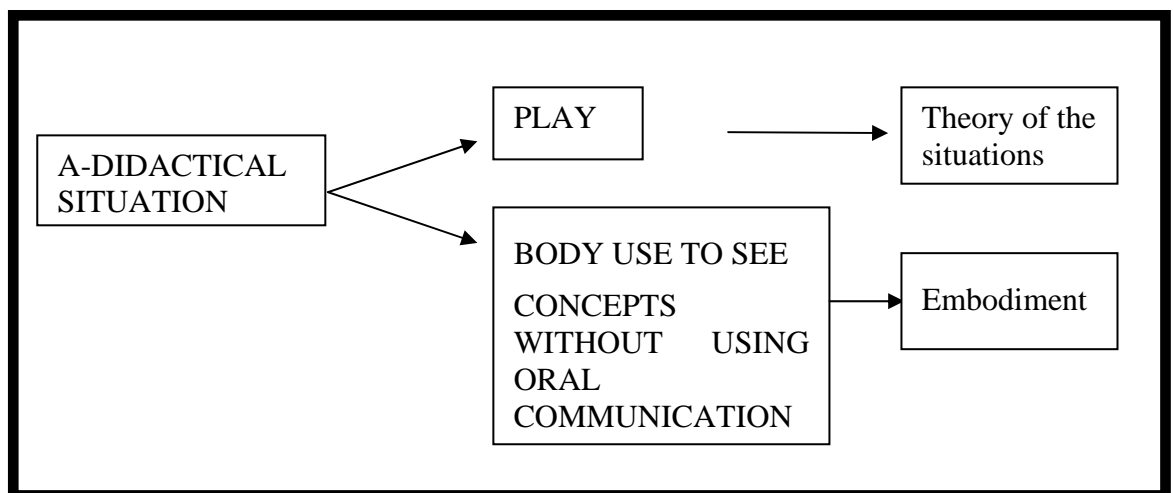 A-DIDACTICAL
SITUATION
PLAY
Theory of the
situations
BODY USE TO SEE
CONCEPTS
WITHOUT USING
ORAL
COMMUNICATION
Embodiment